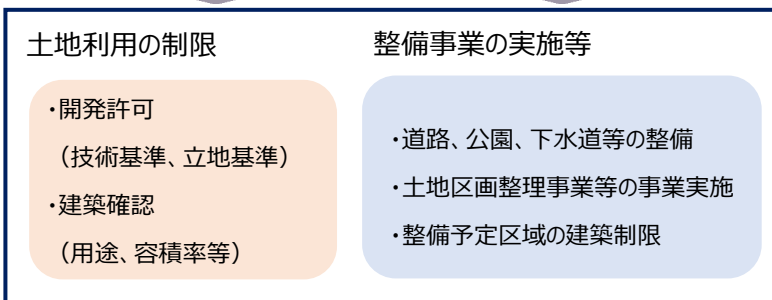 土地利用の制限
・開発許可
（技術基準、立地基準）
・建築確認
（用途、容積率等）
整備事業の実施等
・道路、公園、下水道等の整備
・土地区画整理事業等の事業実施
・整備予定区域の建築制限